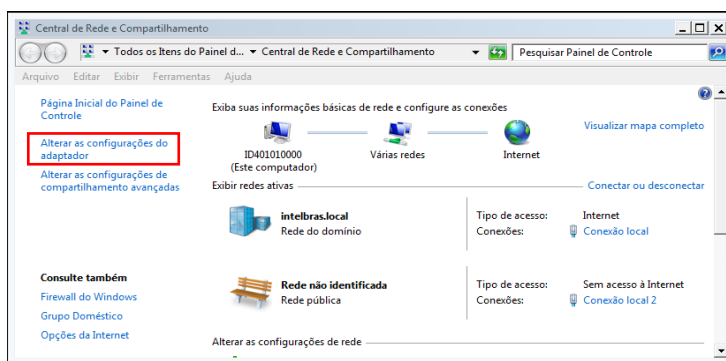 Central de Rede e Compartilhamento
Todos os Itens do Painel d... Central de Rede e Compartilhamento Pesquisar Painel de Controle
Arquivo Editar Exibir Ferramentas Ajuda
Página Inicial do Painel de
Controle
Alterar as configurações do
adaptador
Alterar as configurações de
compartilhamento avançadas
Consulte também
Firewall do Windows
Grupo Doméstico
Opções da Internet
Exiba suas informações básicas de rede e configure as conexões
Visualizar mapa completo
ID401010000 Várias redes Internet
(Este computador)
Exibir redes ativas Conectar ou desconectar
intelbras.local Tipo de acesso: Internet
Rede do domínio Conexões: Conexão local
Rede não identificada Tipo de acesso: Sem acesso à Internet
Rede pública Conexões: Conexão local 2
Alterar as configurações de rede